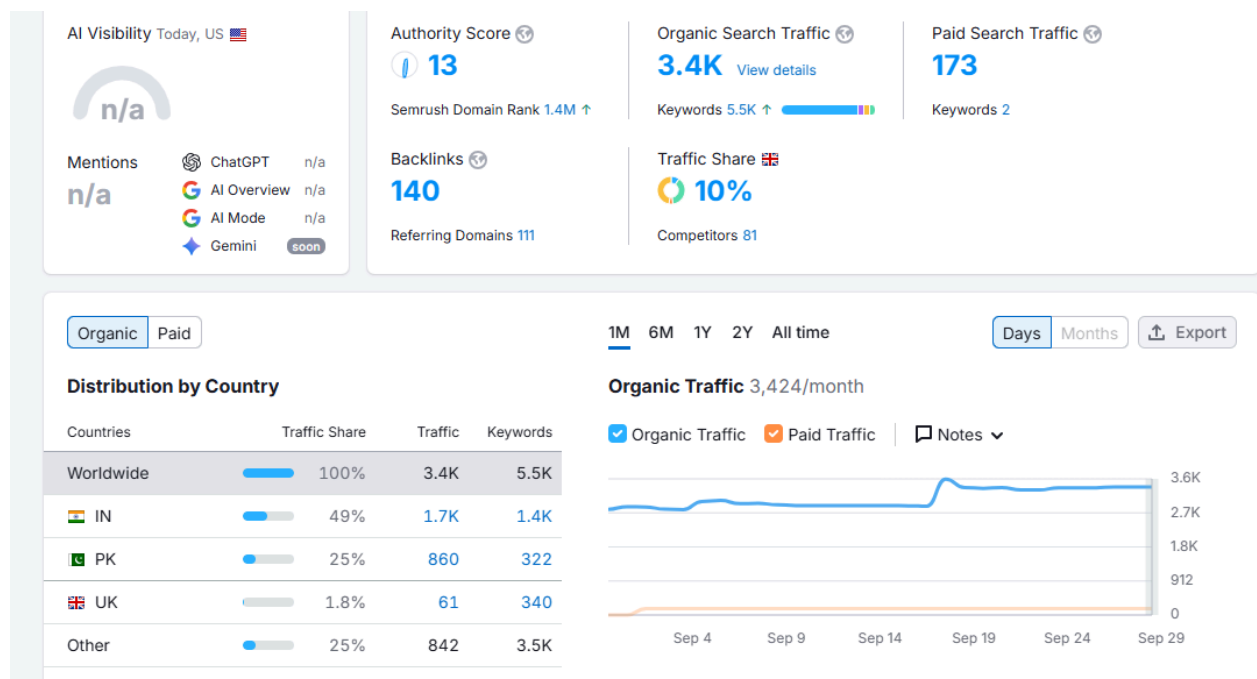 AI Visibility Today, US
n/a
Mentions
n/a
ChatGPT n/a
AI Overview n/a
AI Mode n/a
Gemini soon
Authority Score
13
Semrush Domain Rank 1.4M ↑
Organic Search Traffic
3.4K View details
Keywords 5.5K ↑
Paid Search Traffic
173
Keywords 2
Backlinks
140
Referring Domains 111
Traffic Share
10%
Competitors 81
Organic Paid
Distribution by Country
Countries Traffic Share Traffic Keywords
Worldwide 100% 3.4K 5.5K
IN 49% 1.7K 1.4K
PK 25% 860 322
UK 1.8% 61 340
Other 25% 842 3.5K
1M 6M 1Y 2Y All time
Days Months Export
Organic Traffic 3,424/month
Organic Traffic Paid Traffic Notes
3.6K
2.7K
1.8K
912
0
Sep 4 Sep 9 Sep 14 Sep 19 Sep 24 Sep 29